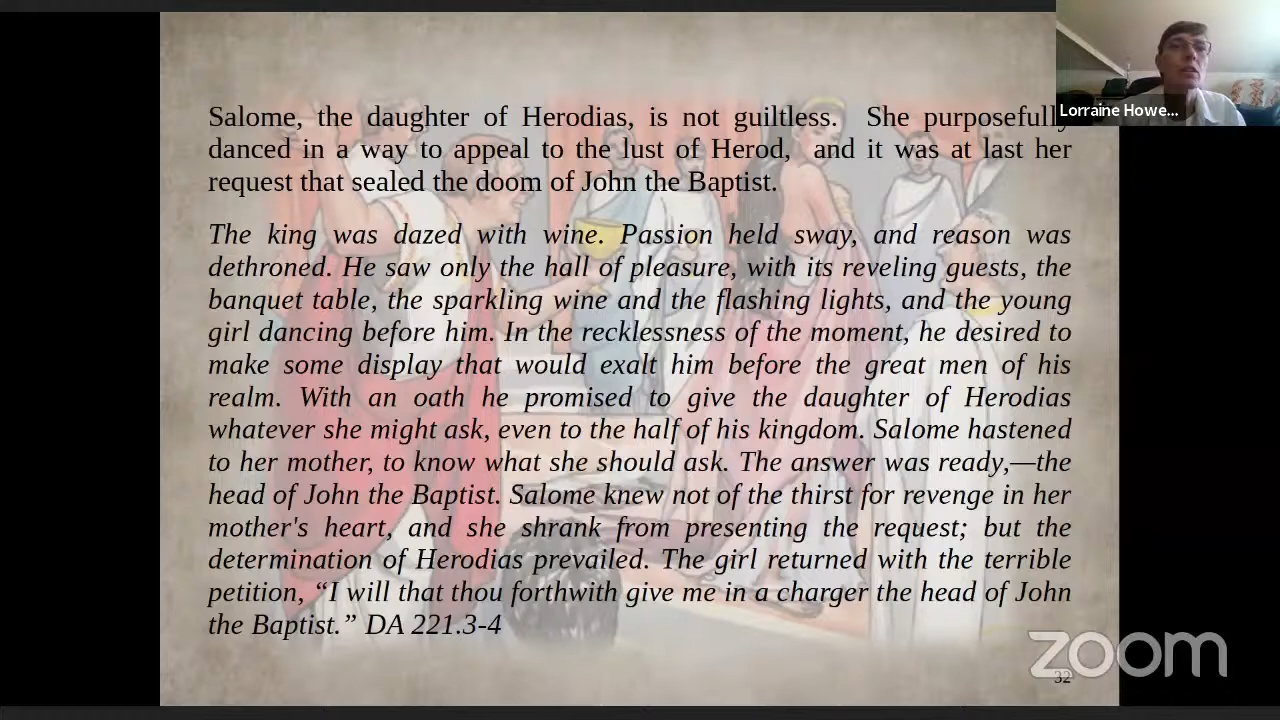 Salome, the daughter of Herodias, is not guiltless. She purposefully
danced in a way to appeal to the lust of Herod, and it was at last her
request that sealed the doom of John the Baptist.
The king was dazed with wine. Passion held sway, and reason was
dethroned. He saw only the hall of pleasure, with its reveling guests, the
banquet table, the sparkling wine and the flashing lights, and the young
girl dancing before him. In the recklessness of the moment, he desired to
make some display that would exalt him before the great men of his
realm. With an oath he promised to give the daughter of Herodias
whatever she might ask, even to the half of his kingdom. Salome hastened
to her mother, to know what she should ask. The answer was ready,—the
head of John the Baptist. Salome knew not of the thirst for revenge in her
mother's heart, and she shrank from presenting the request; but the
determination of Herodias prevailed. The girl returned with the terrible
petition, “I will that thou forthwith give me in a charger the head of John
the Baptist.” DA 221.3-4
Lorraine Howe...
zoom
32